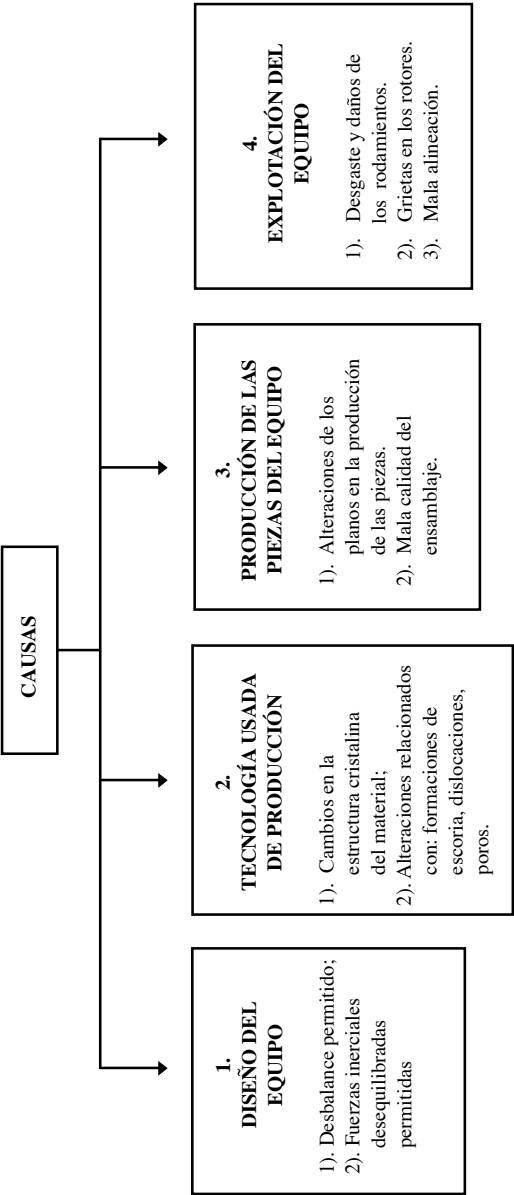 CAUSAS
1.
DISEÑO DEL
EQUIPO
1). Desbalance permitido;
2). Fuerzas inerciales
desequilibradas
permitidas
2.
TECNOLOGÍA USADA
DE PRODUCCIÓN
1). Cambios en la
estructura cristalina
del material;
2). Alteraciones relacionados
con: formaciones de
escoria, dislocaciones,
poros.
3.
PRODUCCIÓN DE LAS
PIEZAS DEL EQUIPO
1). Alteraciones de los
planos en la producción
de las piezas.
2). Mala calidad del
ensamblaje.
4.
EXPLOTACIÓN DEL
EQUIPO
1). Desgaste y daños de
los rodamientos.
2). Grietas en los rotores.
3). Mala alineación.